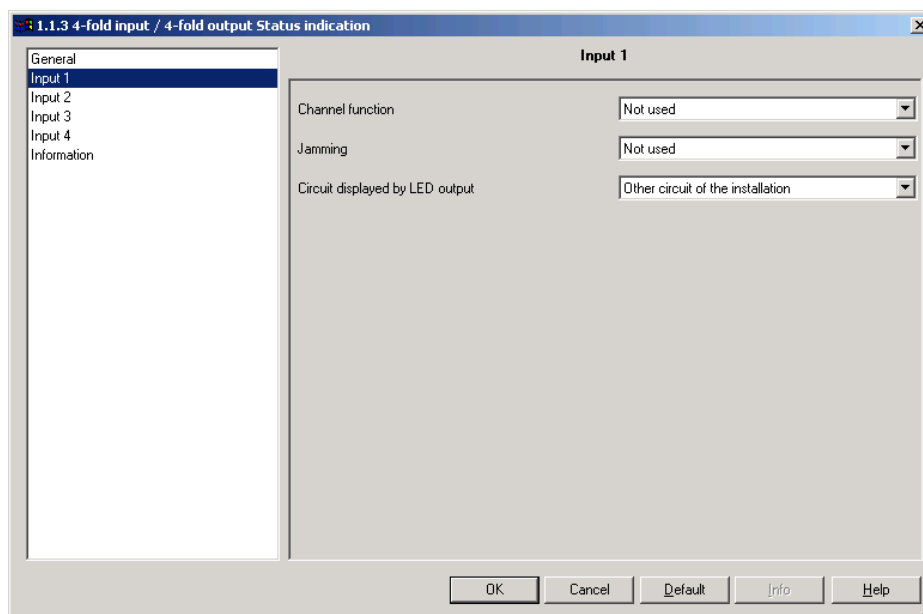 1.1.3 4-fold input / 4-fold output Status indication
General
Input 1
Input 2
Input 3
Input 4
Information
Input 1
Channel function
Not used
Jamming
Not used
Circuit displayed by LED output
Other circuit of the installation
OK
Cancel
Default
Info
Help